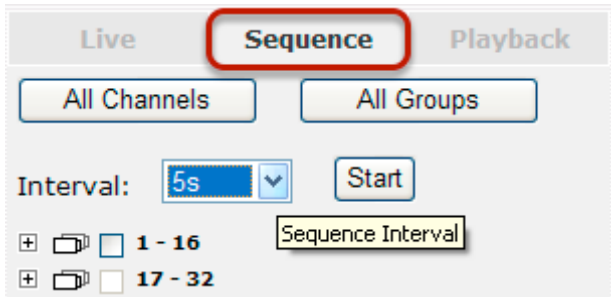 Live Sequence Playback
All Channels All Groups
Interval: 5s Start
Sequence Interval
1 - 16
17 - 32